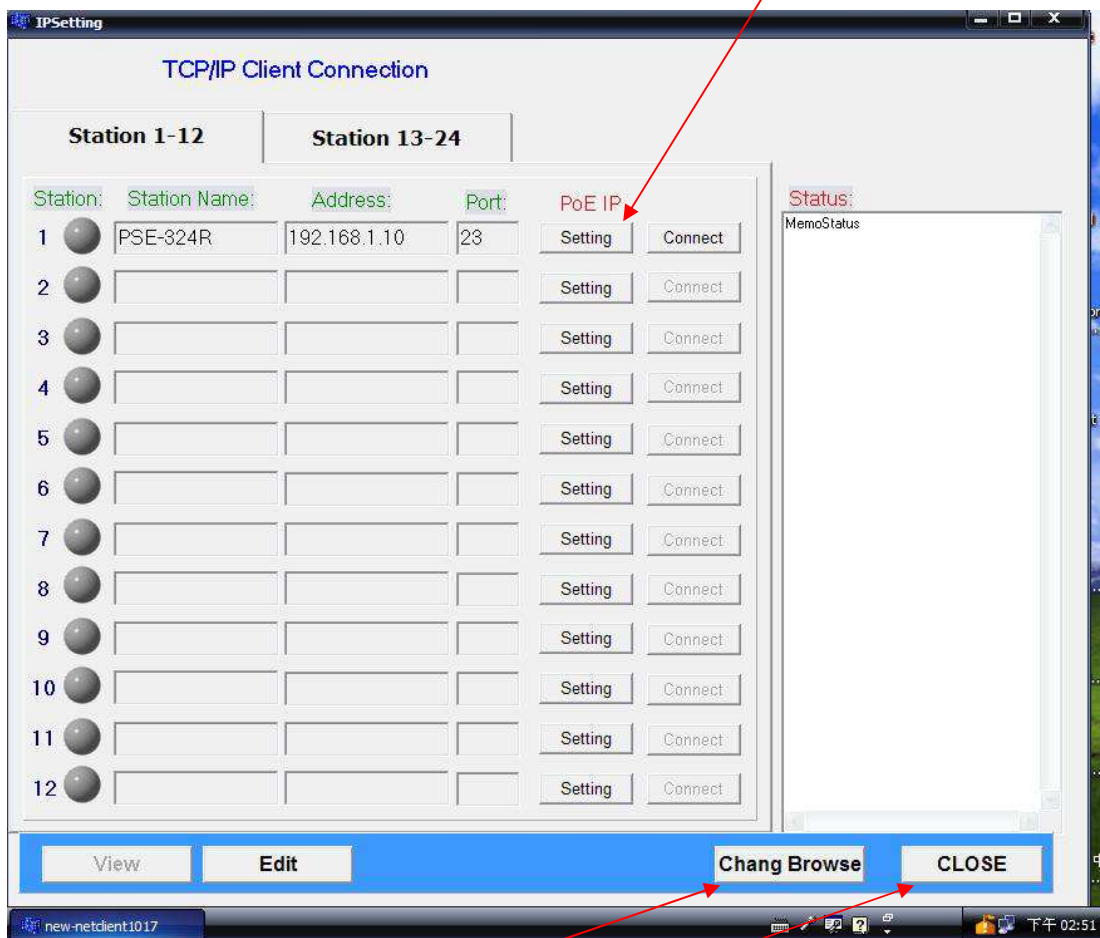 IPSetting
TCP/IP Client Connection
Station 1-12 Station 13-24
Station: Station Name: Address: Port: PoE IP Status:
MemoStatus
1 PSE-324R 192.168.1.10 23 Setting Connect
2 Setting Connect
3 Setting Connect
4 Setting Connect
5 Setting Connect
6 Setting Connect
7 Setting Connect
8 Setting Connect
9 Setting Connect
10 Setting Connect
11 Setting Connect
12 Setting Connect
View Edit Chang Browse CLOSE
new-netclient1017 下午 02:51